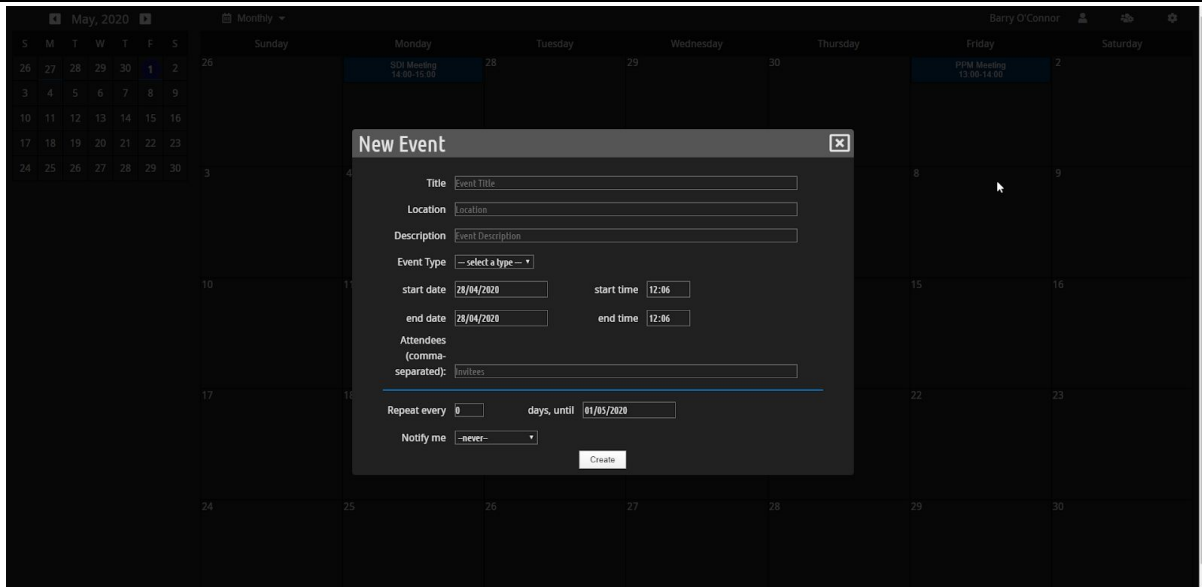 May, 2020
Monthly
Barry O'Connor
S M T W T F S
26 27 28 29 30 1 2
3 4 5 6 7 8 9
10 11 12 13 14 15 16
17 18 19 20 21 22 23
24 25 26 27 28 29 30
Sunday Monday Tuesday Wednesday Thursday Friday Saturday
26 28 29 30 2
SDI Meeting
14:00-15:00
PPM Meeting
13:00-14:00
3 4 8 9
10 11 15 16
17 18 22 23
24 25 26 27 28 29 30
New Event
Title Event Title
Location Location
Description Event Description
Event Type --- select a type ---
start date 28/04/2020 start time 12:06
end date 28/04/2020 end time 12:06
Attendees
(comma-
separated): Invitees
Repeat every 0 days, until 01/05/2020
Notify me --never--
Create